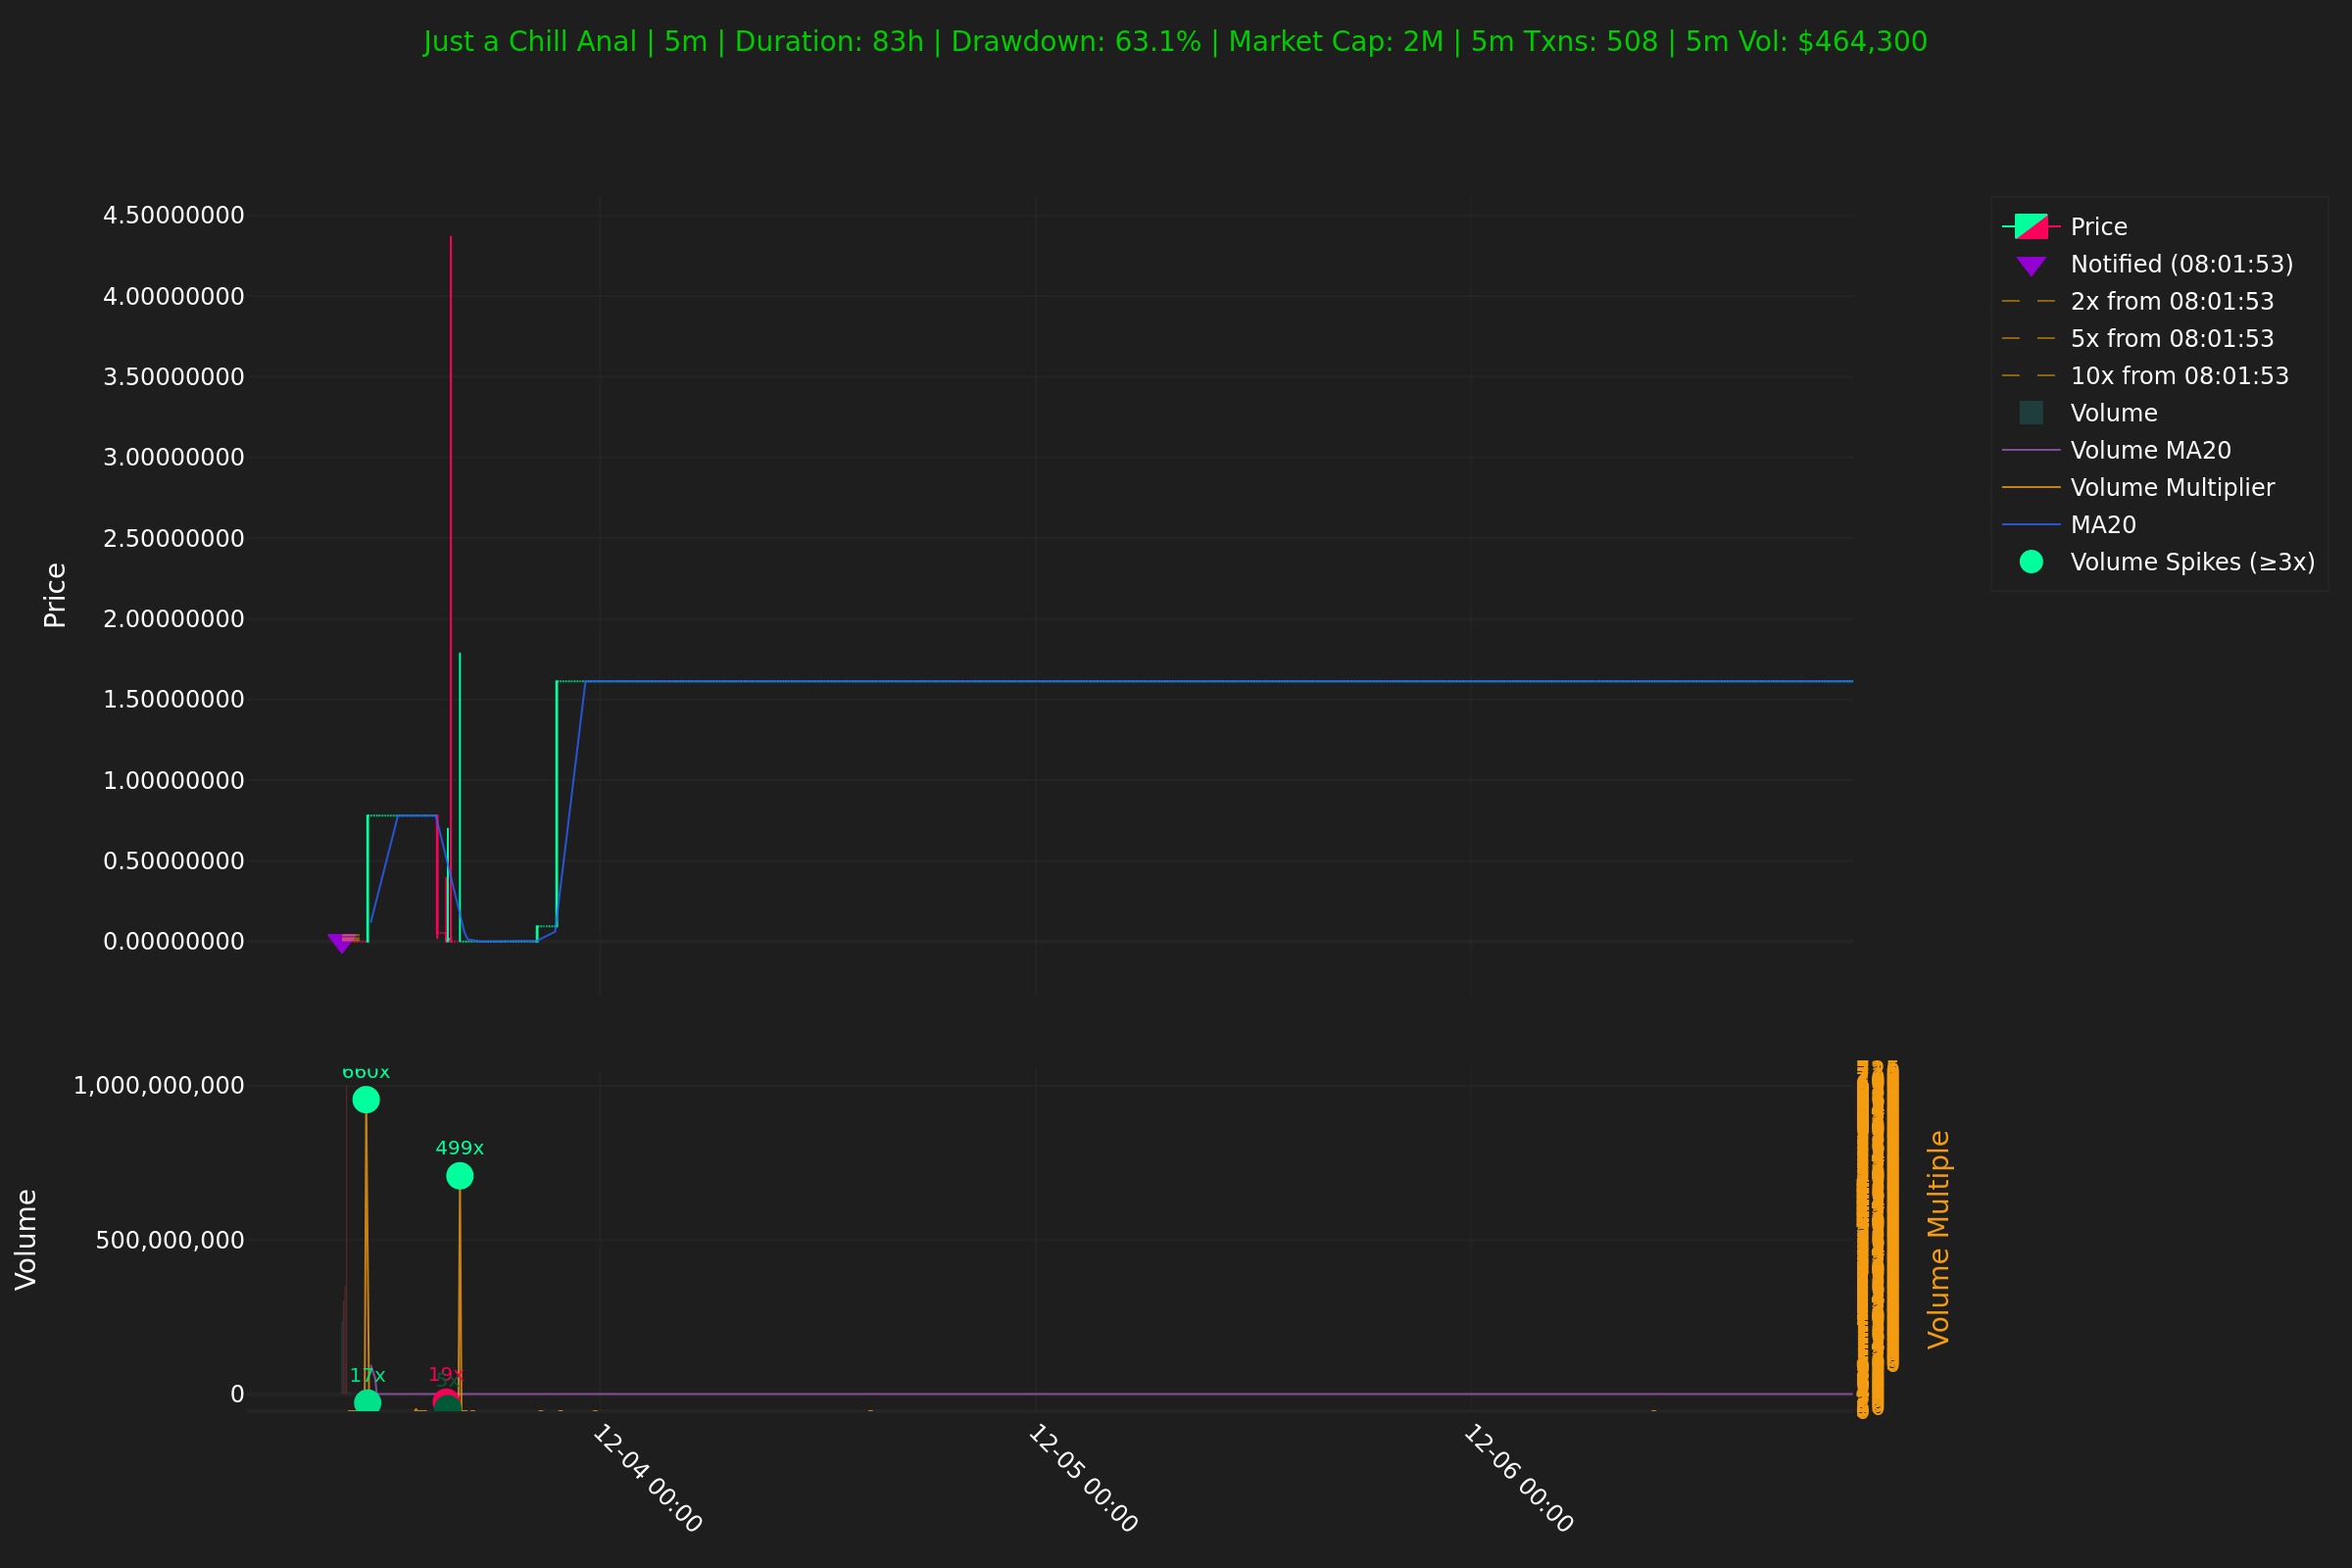 Just a Chill Anal | 5m | Duration: 83h | Drawdown: 63.1% | Market Cap: 2M | 5m Txns: 508 | 5m Vol: $464,300
Price
4.50000000
4.00000000
3.50000000
3.00000000
2.50000000
2.00000000
1.50000000
1.00000000
0.50000000
0.00000000
Price
Notified (08:01:53)
2x from 08:01:53
5x from 08:01:53
10x from 08:01:53
Volume
Volume MA20
Volume Multiplier
MA20
Volume Spikes (≥3x)
Volume
1,000,000,000
500,000,000
0
660x
499x
17x
19x
Volume Multiple
12-04 00:00
12-05 00:00
12-06 00:00